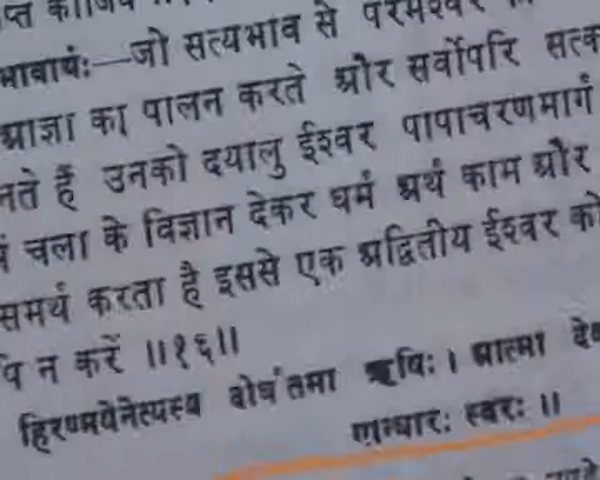 भावार्थः—जो सत्यभाव से परमेश्वर
आज्ञा का पालन करते और सर्वोपरि सत्क
नते हैं उनको दयालु ईश्वर पापाचरणमार्ग
चला के विज्ञान देकर धर्म अर्थ काम और
समर्थ करता है इससे एक अद्वितीय ईश्वर को
न करें ॥१६॥
हिरण्मयेनेत्यस्य दीर्घतमा ऋषिः । आत्मा
गान्धारः स्वरः ॥